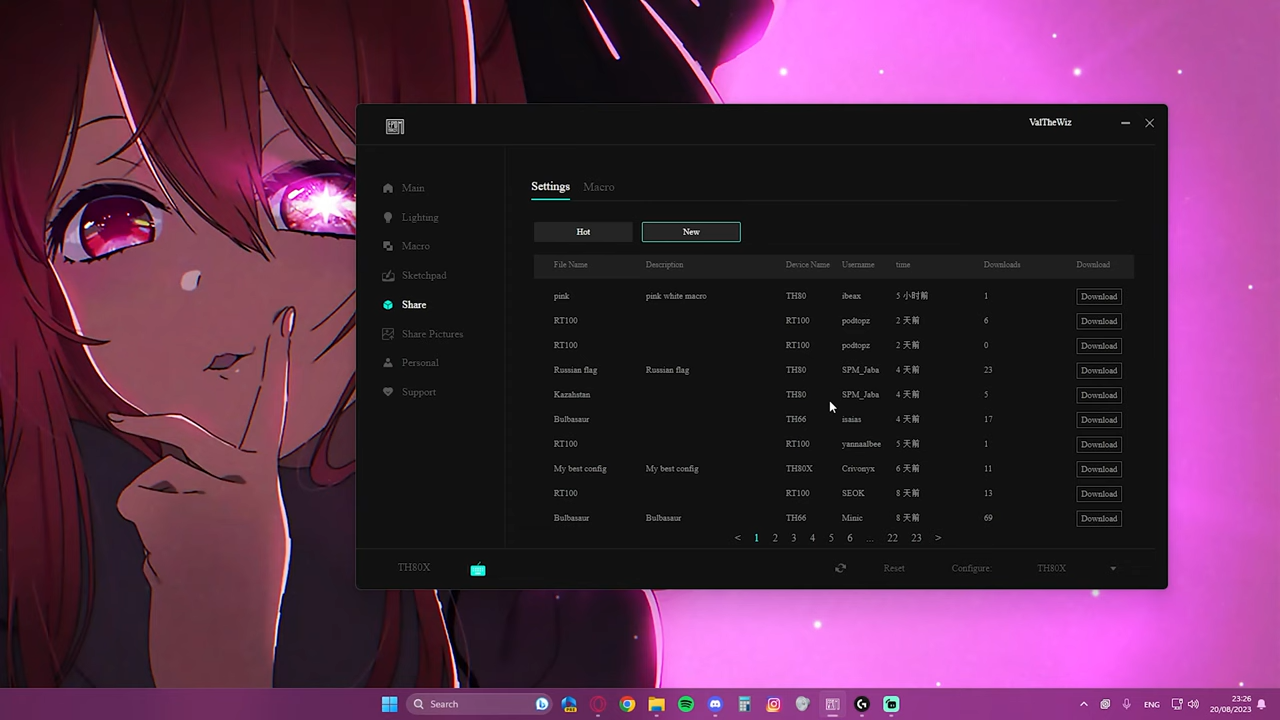 ValTheWiz
Main
Lighting
Macro
Sketchpad
Share
Share Pictures
Personal
Support
Settings Macro
Hot New
File Name Description Device Name Username time Downloads Download
pink pink white macro TH80 ibeax 5 小时前 1 Download
RT100 RT100 podtopz 2 天前 6 Download
RT100 RT100 podtopz 2 天前 0 Download
Russian flag Russian flag TH80 SPM_Jaba 4 天前 23 Download
Kazahstan TH80 SPM_Jaba 4 天前 5 Download
Bulbasaur TH66 isaias 4 天前 17 Download
RT100 RT100 yannaalbee 5 天前 1 Download
My best config My best config TH80X Crivonyx 6 天前 11 Download
RT100 RT100 SEOK 8 天前 13 Download
Bulbasaur Bulbasaur TH66 Minic 8 天前 69 Download
< 1 2 3 4 5 6 ... 22 23 >
TH80X Reset Configure: TH80X
Search ENG 23:26
20/08/2023